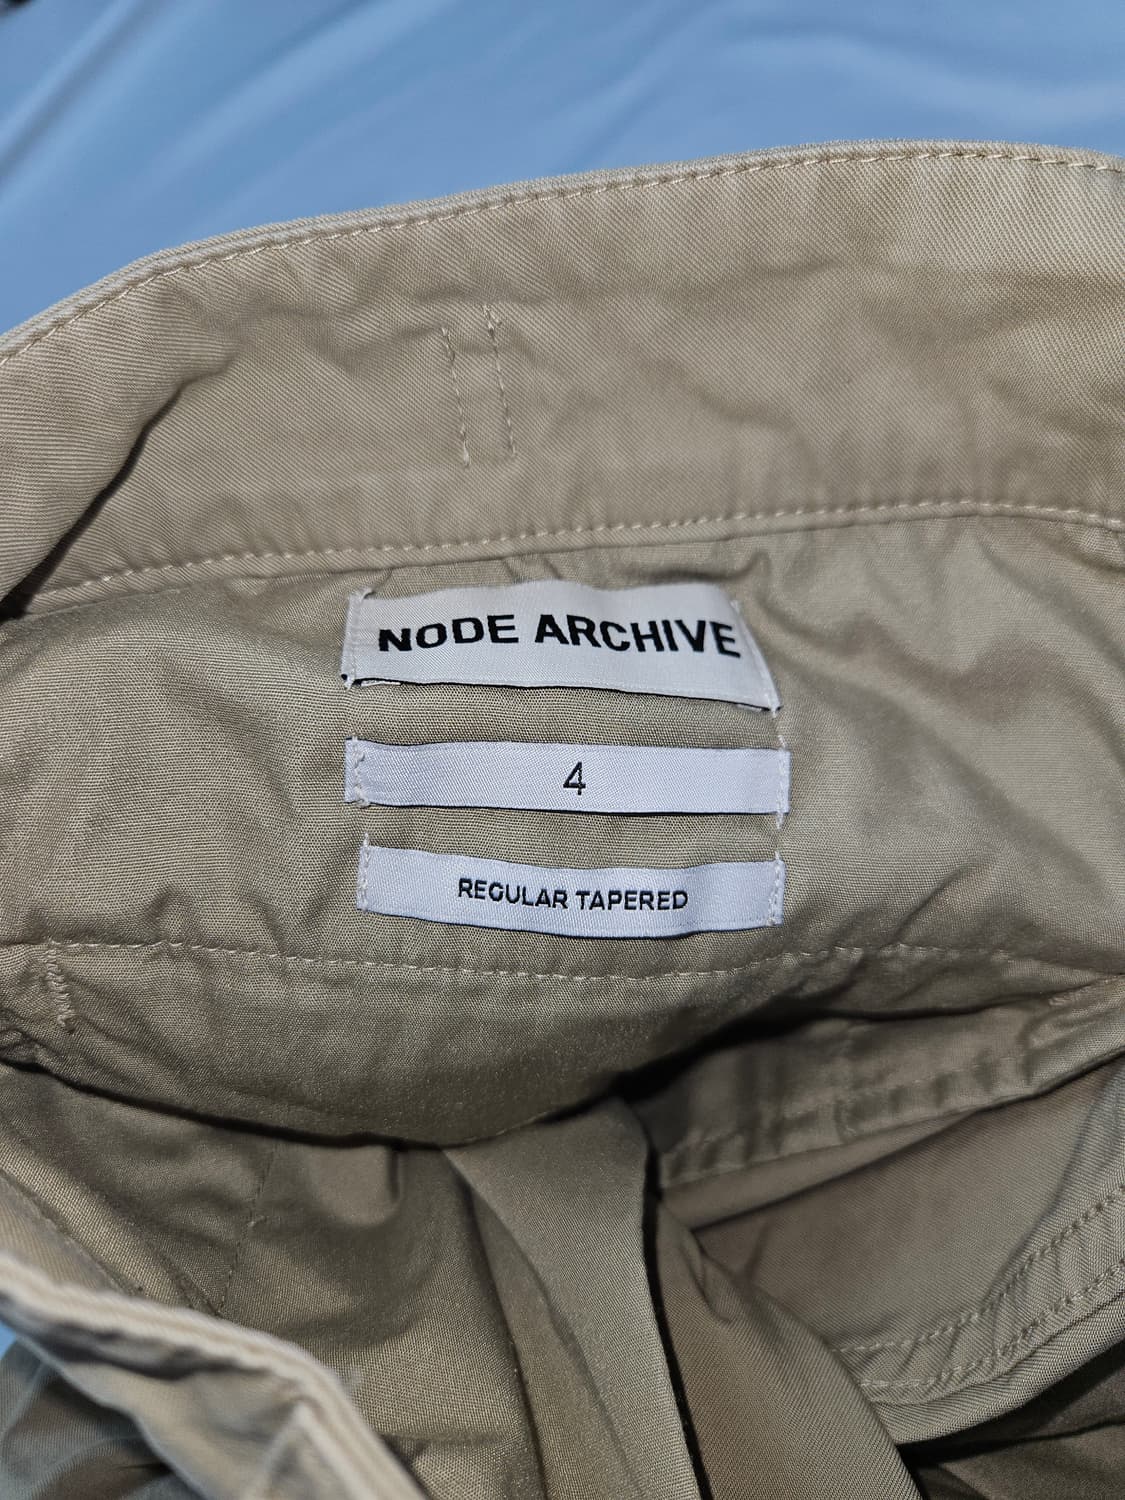 NODE ARCHIVE
4
REGULAR TAPERED